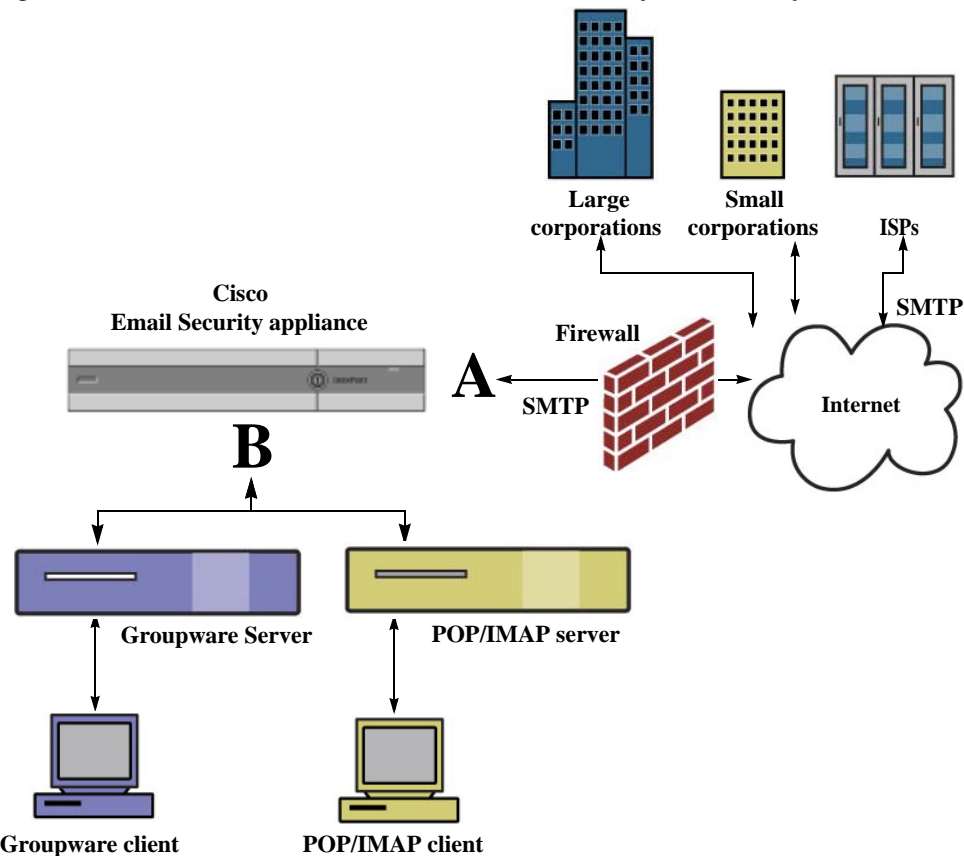 Large
corporations
Small
corporations
ISPs
SMTP
Cisco
Email Security appliance
Firewall
A
SMTP
Internet
IRONPORT
B
Groupware Server
POP/IMAP server
Groupware client
POP/IMAP client